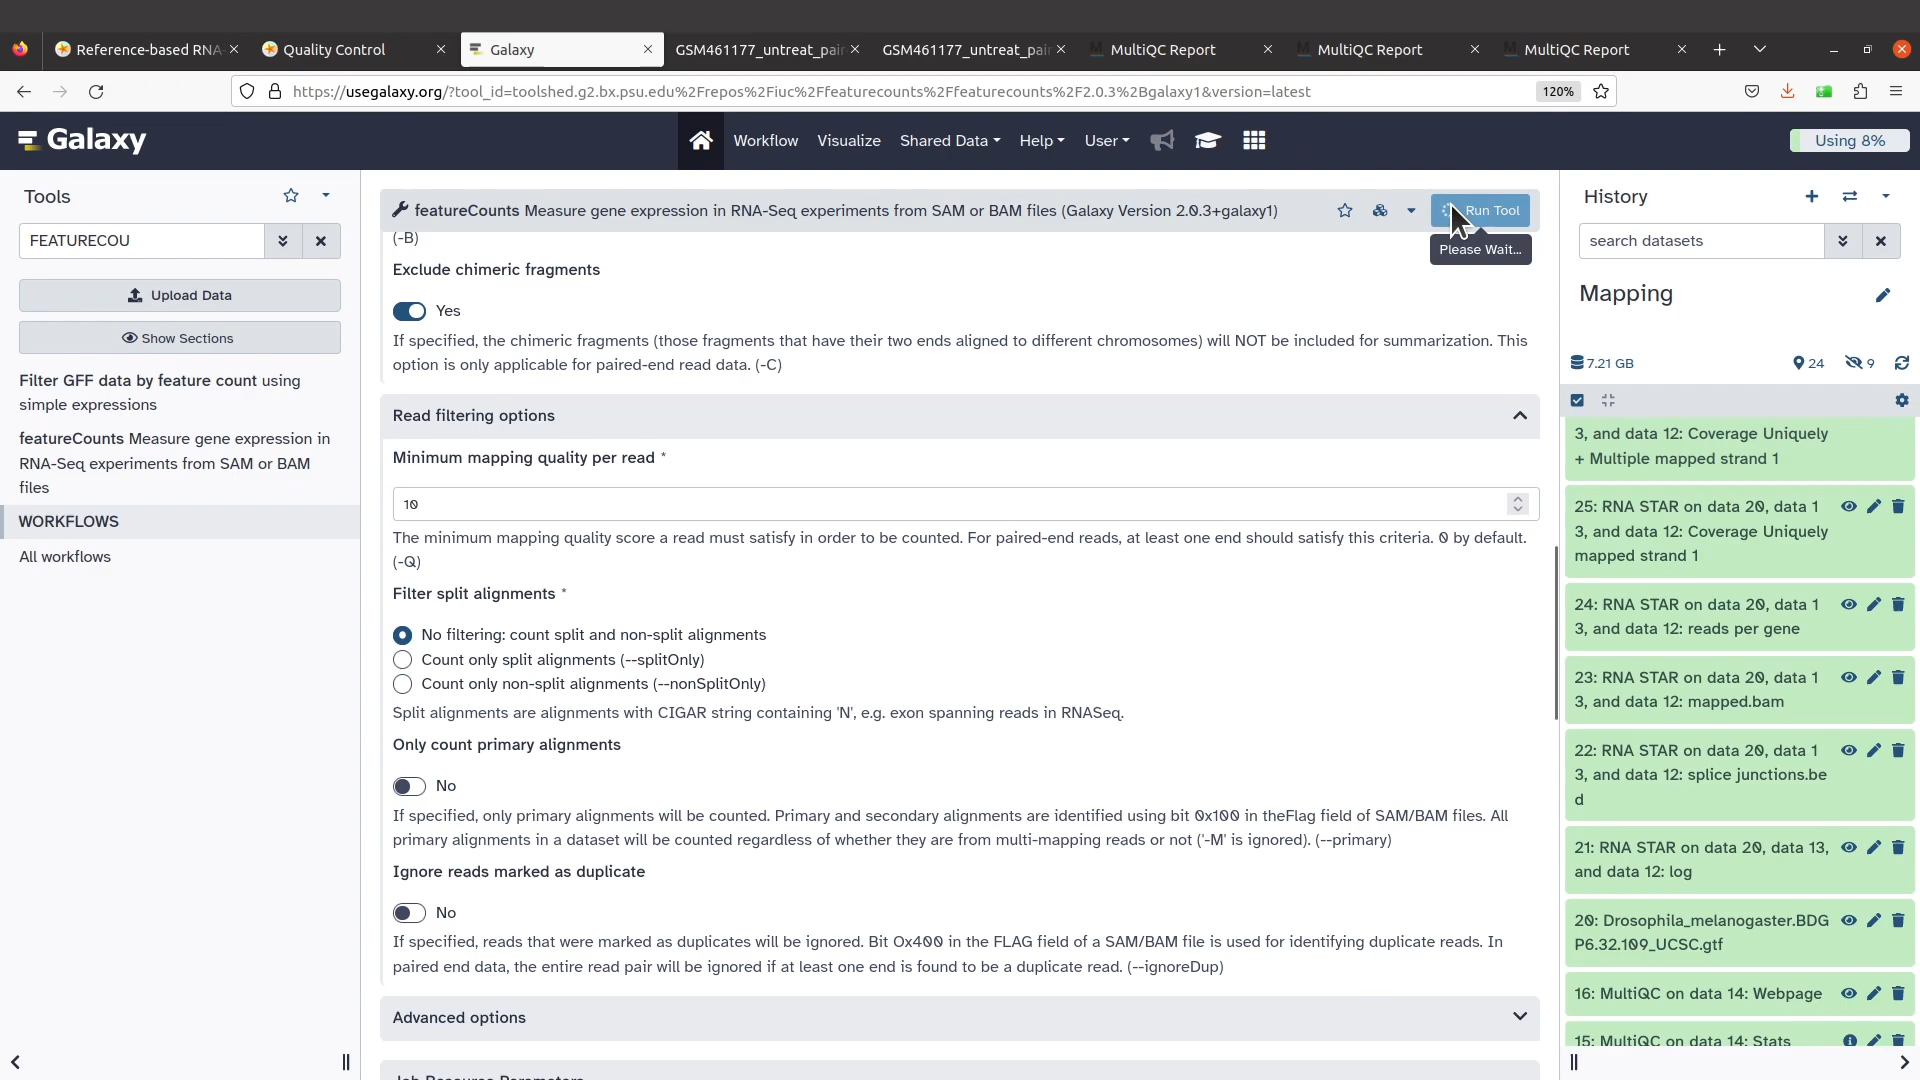 Reference-based RNA
Quality Control
Galaxy
GSM461177_untreat_pair
GSM461177_untreat_pair
MultiQC Report
MultiQC Report
MultiQC Report
https://usegalaxy.org/?tool_id=toolshed.g2.bx.psu.edu%2Frepos%2Fiuc%2Ffeaturecounts%2Ffeaturecounts%2F2.0.3%2Bgalaxy1&version=latest
120%
Galaxy
Workflow
Visualize
Shared Data
Help
User
Using 8%
Tools
FEATURECOU
Upload Data
Show Sections
Filter GFF data by feature count using
simple expressions
featureCounts Measure gene expression in
RNA-Seq experiments from SAM or BAM
files
WORKFLOWS
All workflows
featureCounts Measure gene expression in RNA-Seq experiments from SAM or BAM files (Galaxy Version 2.0.3+galaxy1)
Run Tool
Please Wait...
(-B)
Exclude chimeric fragments
Yes
If specified, the chimeric fragments (those fragments that have their two ends aligned to different chromosomes) will NOT be included for summarization. This
option is only applicable for paired-end read data. (-C)
Read filtering options
Minimum mapping quality per read *
10
The minimum mapping quality score a read must satisfy in order to be counted. For paired-end reads, at least one end should satisfy this criteria. 0 by default.
(-Q)
Filter split alignments *
No filtering: count split and non-split alignments
Count only split alignments (--splitOnly)
Count only non-split alignments (--nonSplitOnly)
Split alignments are alignments with CIGAR string containing 'N', e.g. exon spanning reads in RNASeq.
Only count primary alignments
No
If specified, only primary alignments will be counted. Primary and secondary alignments are identified using bit 0x100 in theFlag field of SAM/BAM files. All
primary alignments in a dataset will be counted regardless of whether they are from multi-mapping reads or not ('-M' is ignored). (--primary)
Ignore reads marked as duplicate
No
If specified, reads that were marked as duplicates will be ignored. Bit Ox400 in the FLAG field of a SAM/BAM file is used for identifying duplicate reads. In
paired end data, the entire read pair will be ignored if at least one end is found to be a duplicate read. (--ignoreDup)
Advanced options
Job Resource Parameters
History
search datasets
Mapping
7.21 GB
24
9
3, and data 12: Coverage Uniquely
+ Multiple mapped strand 1
25: RNA STAR on data 20, data 1
3, and data 12: Coverage Uniquely
mapped strand 1
24: RNA STAR on data 20, data 1
3, and data 12: reads per gene
23: RNA STAR on data 20, data 1
3, and data 12: mapped.bam
22: RNA STAR on data 20, data 1
3, and data 12: splice junctions.be
d
21: RNA STAR on data 20, data 13,
and data 12: log
20: Drosophila_melanogaster.BDG
P6.32.109_UCSC.gtf
16: MultiQC on data 14: Webpage
15: MultiQC on data 14: Stats